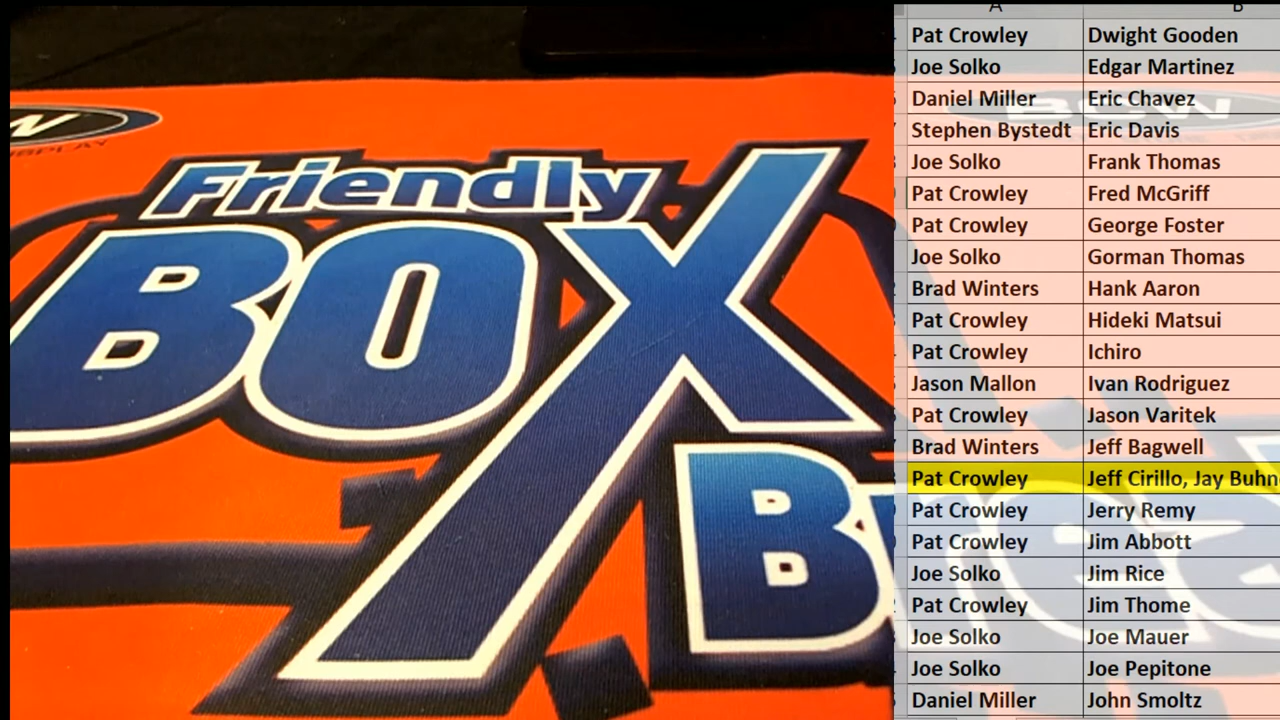 DISPLAY
Friendly
BOX
A B
Pat Crowley Dwight Gooden
Joe Solko Edgar Martinez
Daniel Miller Eric Chavez
Stephen Bystedt Eric Davis
Joe Solko Frank Thomas
Pat Crowley Fred McGriff
Pat Crowley George Foster
Joe Solko Gorman Thomas
Brad Winters Hank Aaron
Pat Crowley Hideki Matsui
Pat Crowley Ichiro
Jason Mallon Ivan Rodriguez
Pat Crowley Jason Varitek
Brad Winters Jeff Bagwell
Pat Crowley Jeff Cirillo, Jay Buhn
Pat Crowley Jerry Remy
Pat Crowley Jim Abbott
Joe Solko Jim Rice
Pat Crowley Jim Thome
Joe Solko Joe Mauer
Joe Solko Joe Pepitone
Daniel Miller John Smoltz